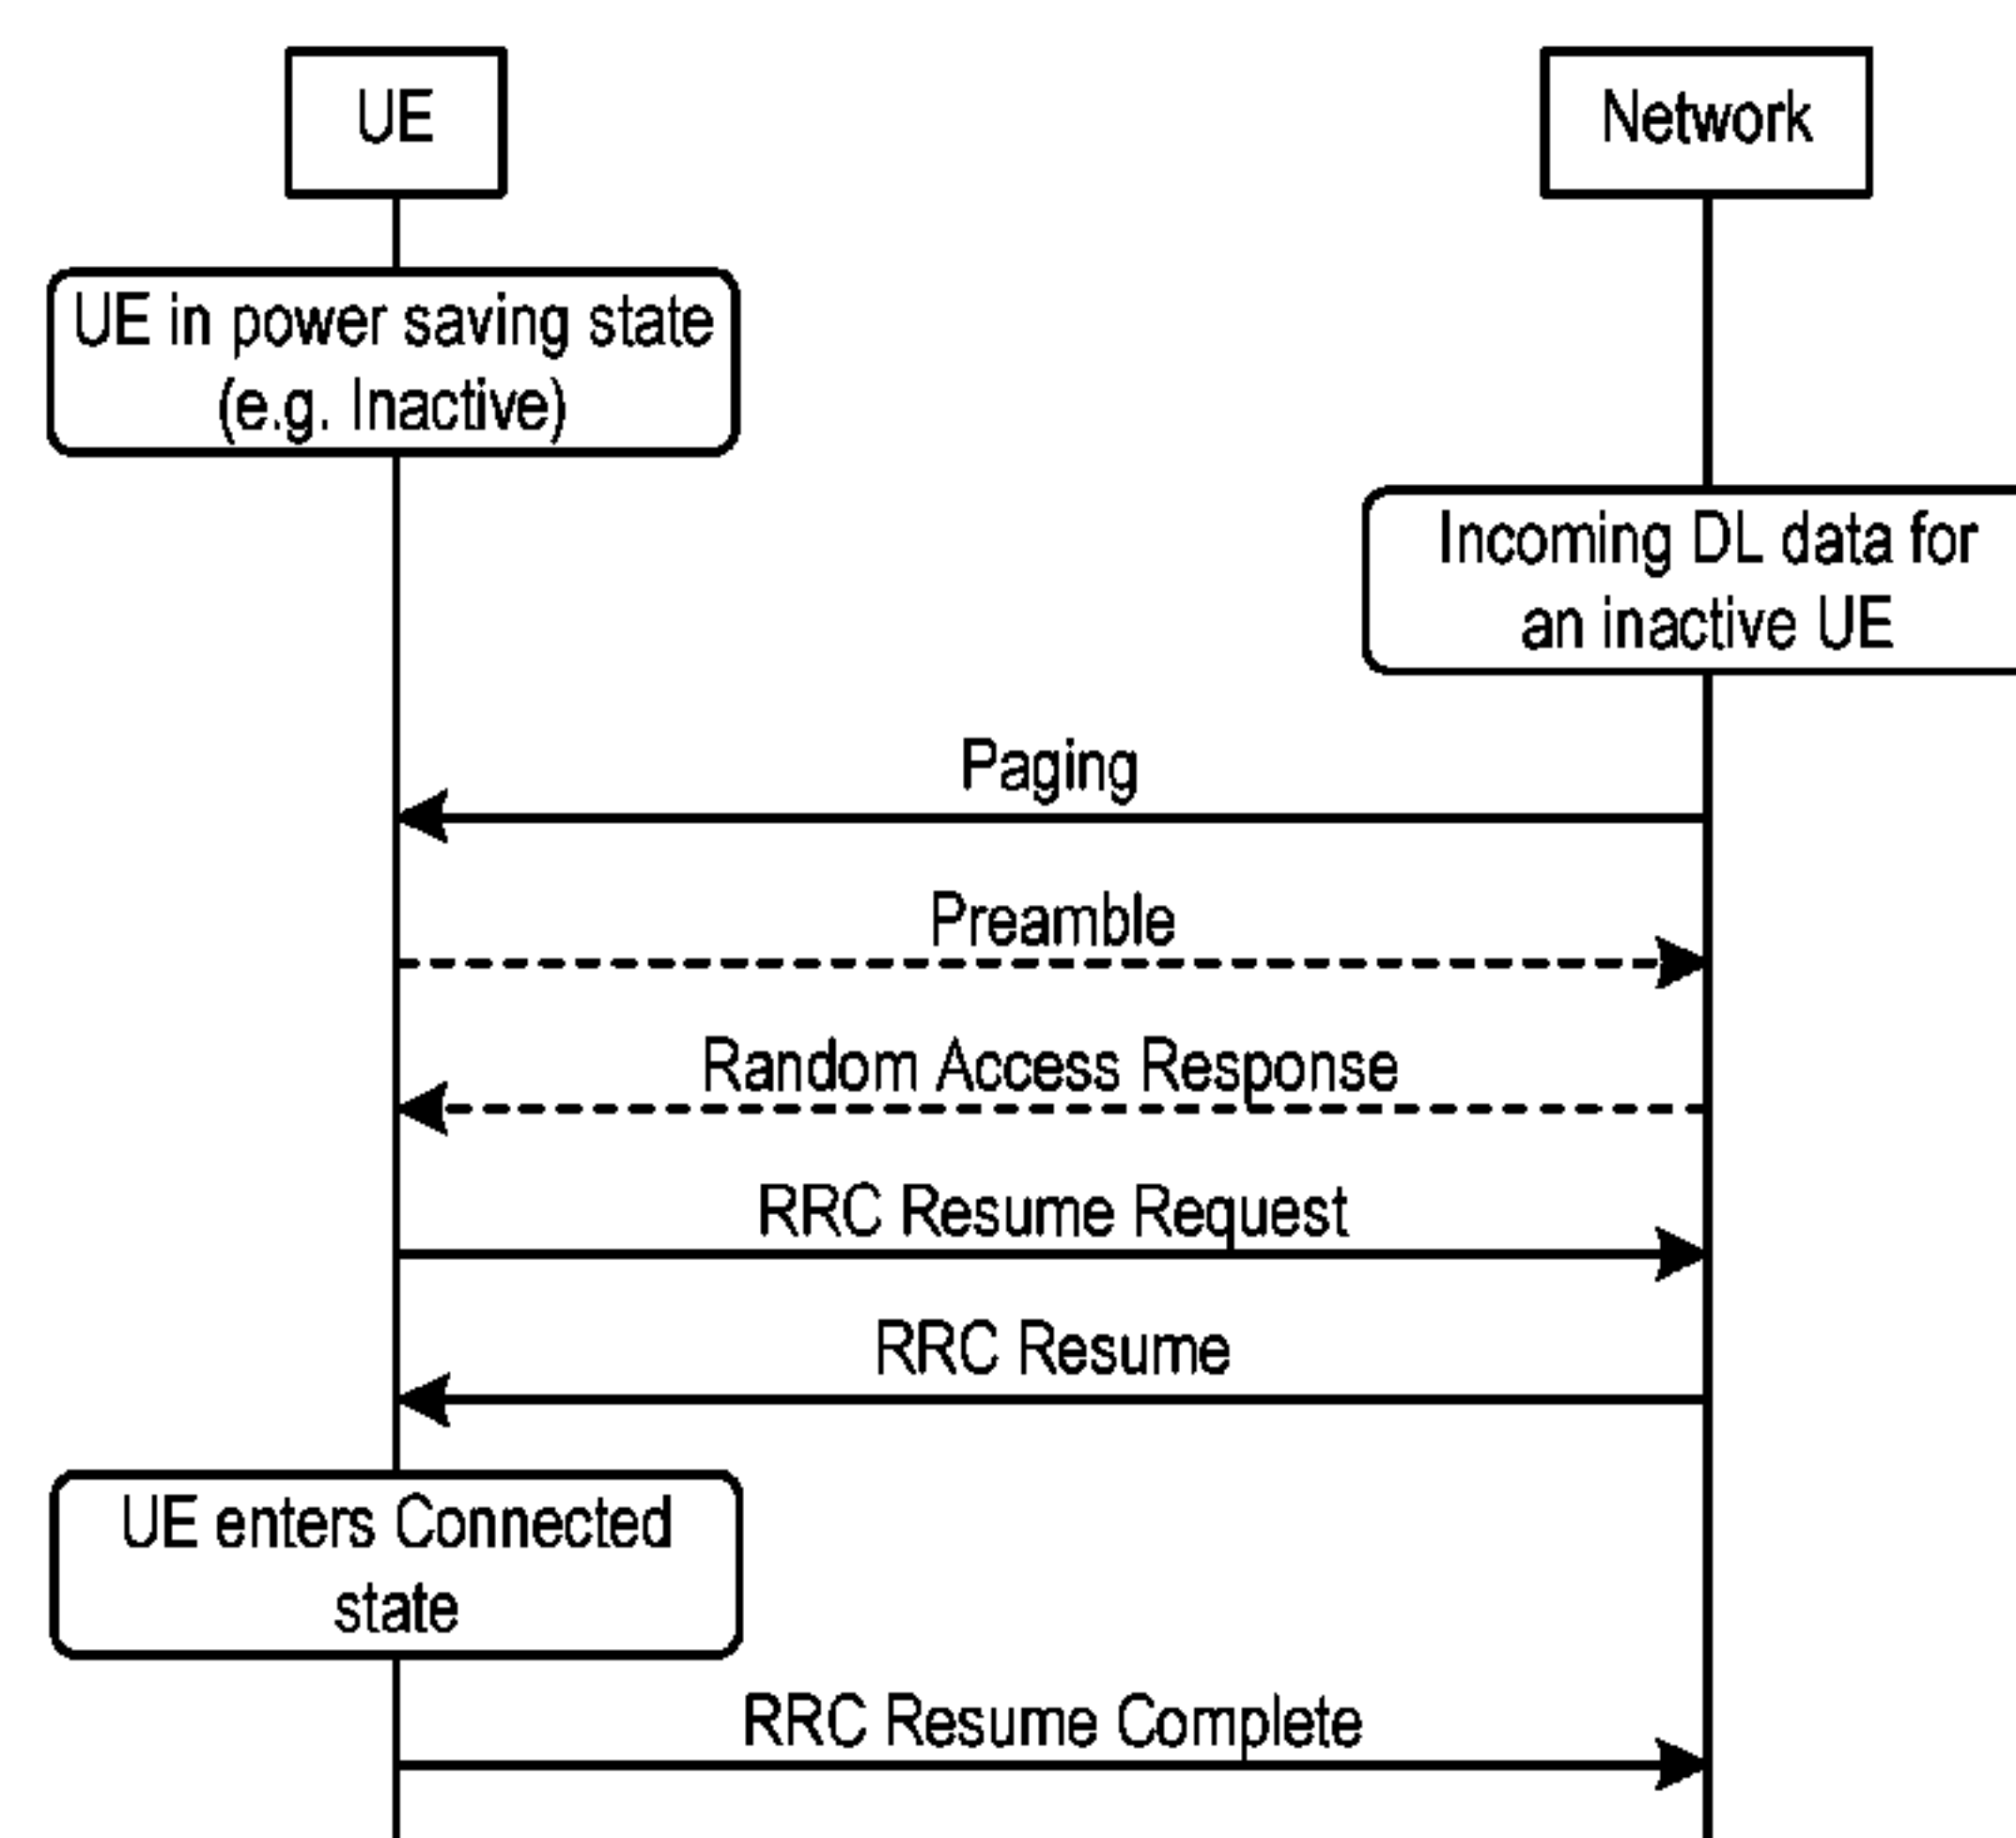 UE
Network
UE in power saving state
(e.g. Inactive)
Incoming DL data for
an inactive UE
Paging
Preamble
Random Access Response
RRC Resume Request
RRC Resume
UE enters Connected
state
RRC Resume Complete